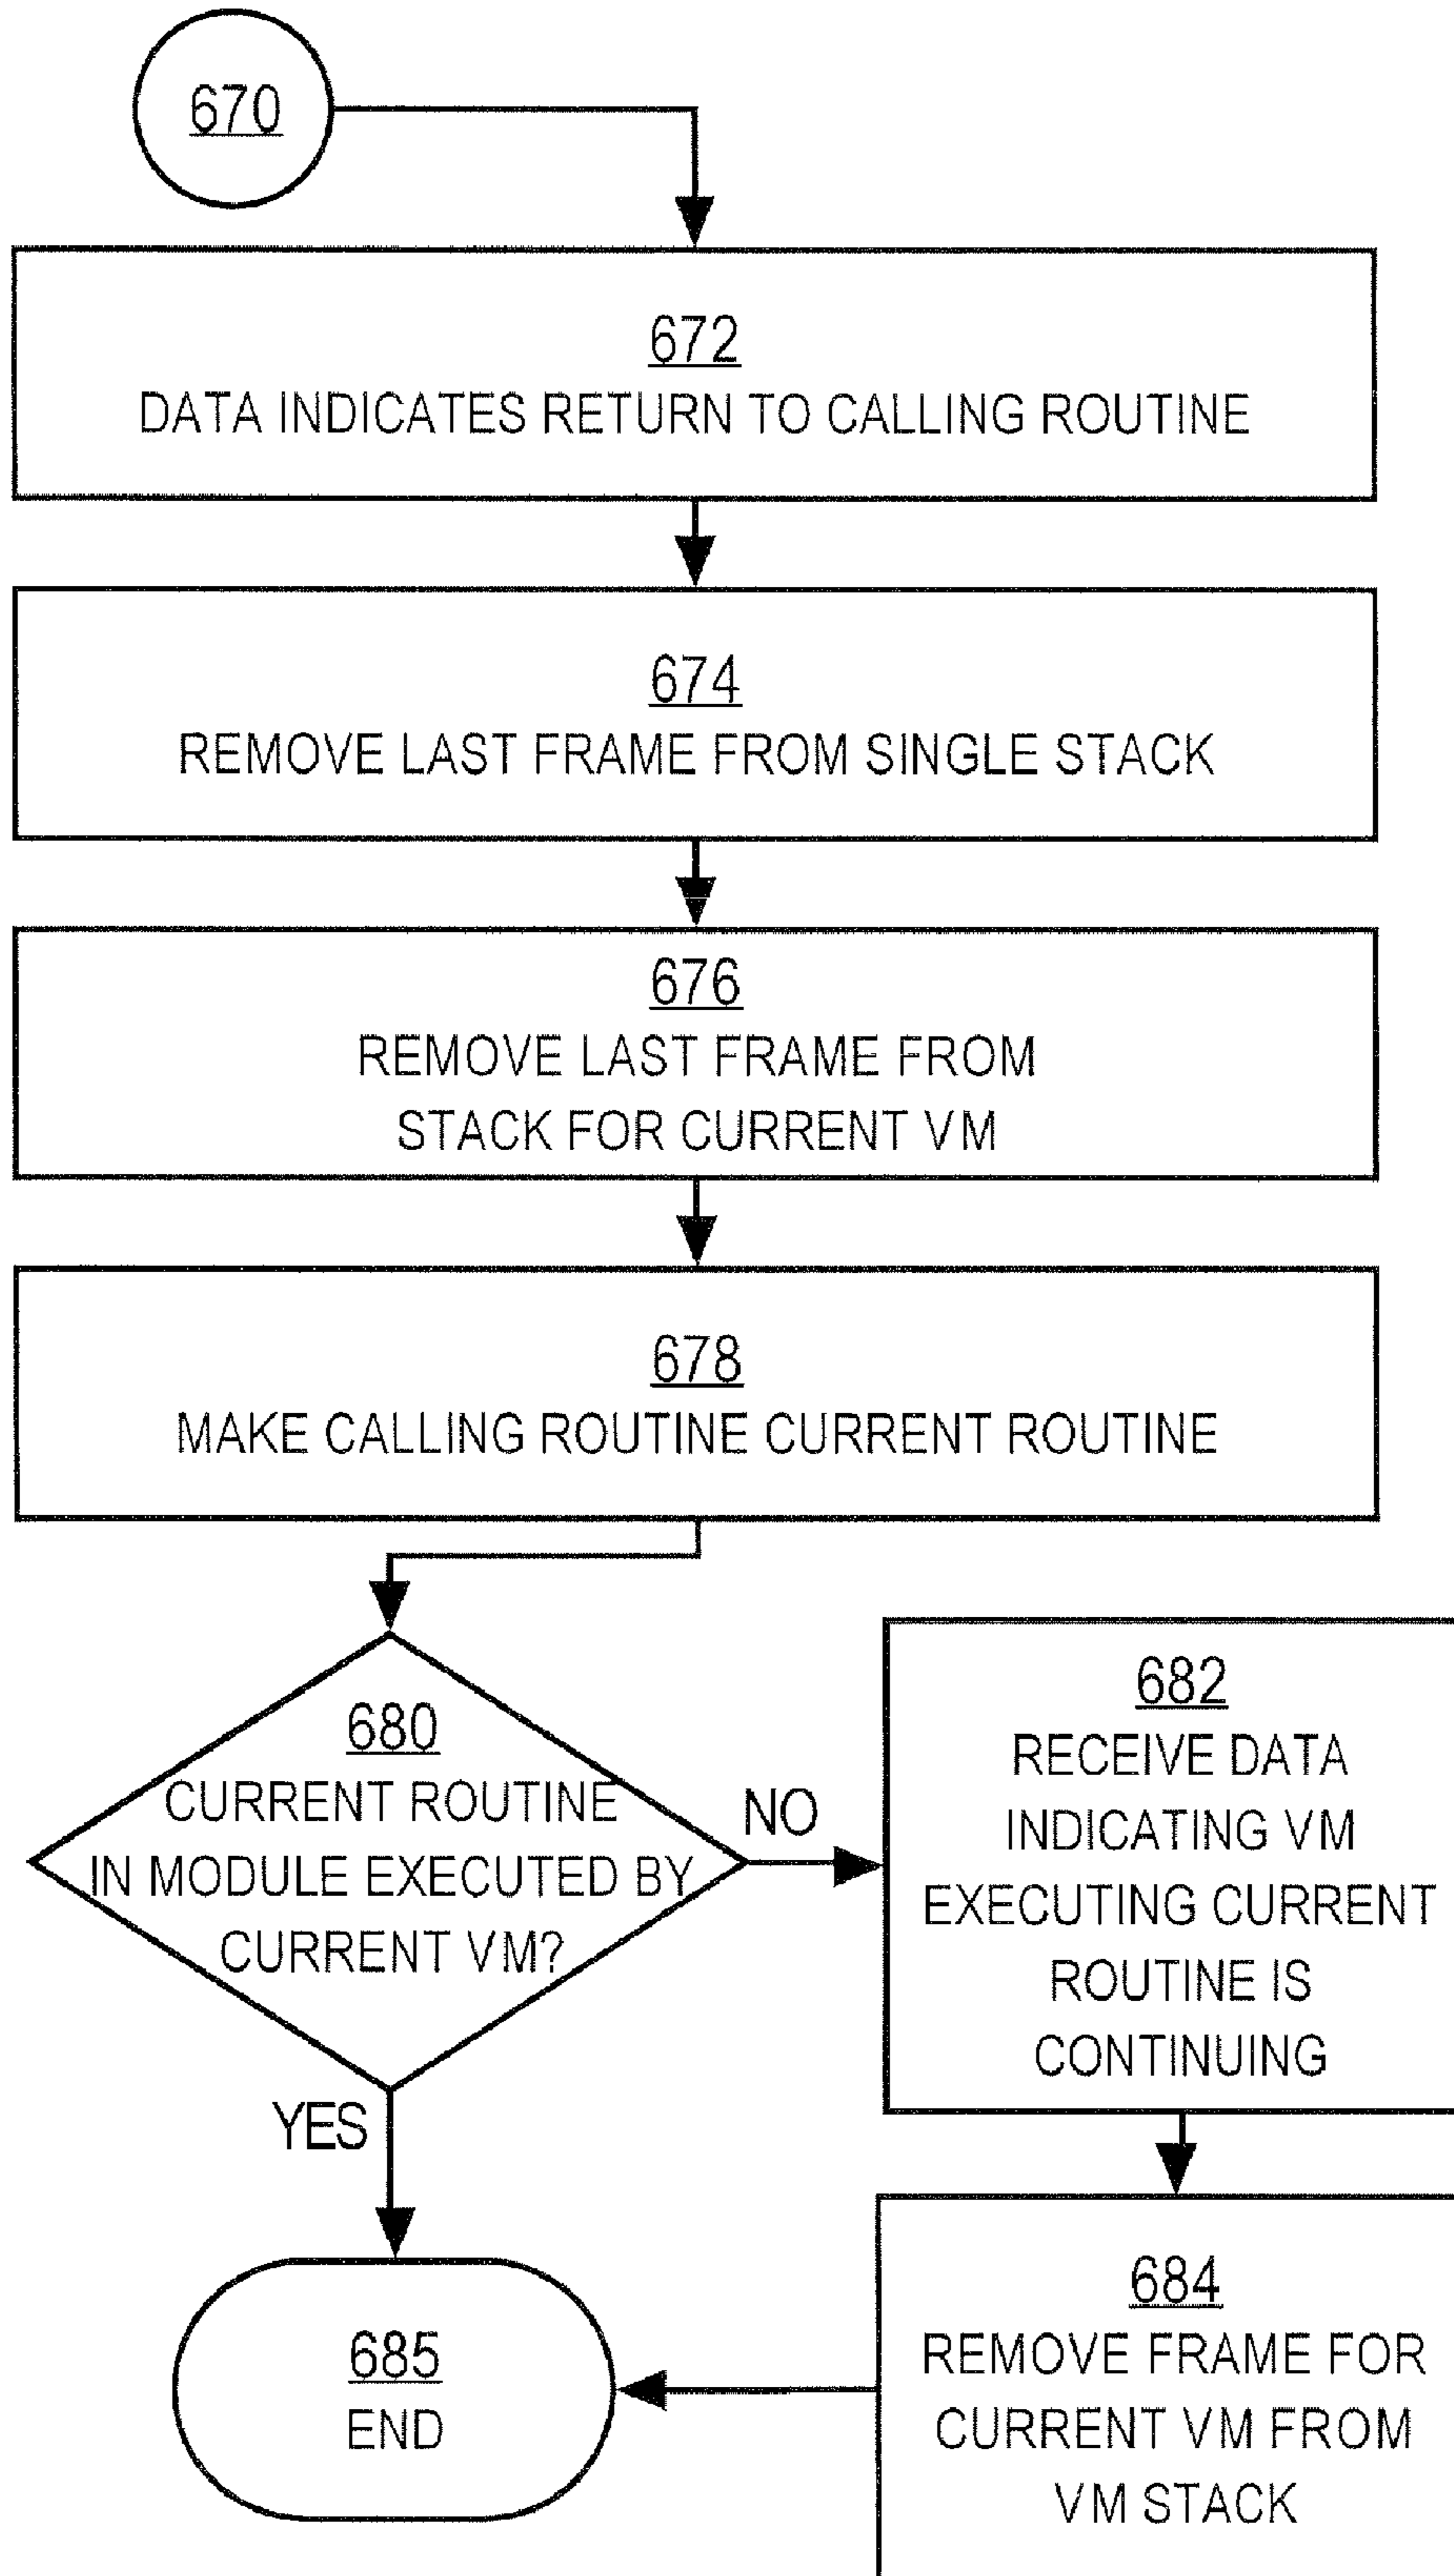 670
672
DATA INDICATES RETURN TO CALLING ROUTINE
674
REMOVE LAST FRAME FROM SINGLE STACK
676
REMOVE LAST FRAME FROM
STACK FOR CURRENT VM
678
MAKE CALLING ROUTINE CURRENT ROUTINE
680
CURRENT ROUTINE
IN MODULE EXECUTED BY
CURRENT VM?
NO
YES
682
RECEIVE DATA
INDICATING VM
EXECUTING CURRENT
ROUTINE IS
CONTINUING
684
REMOVE FRAME FOR
CURRENT VM FROM
VM STACK
685
END